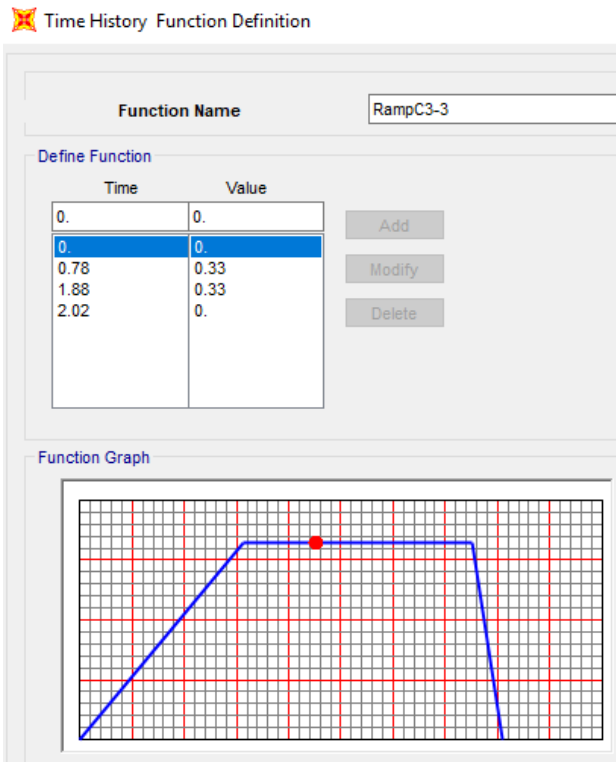 Time History Function Definition
Function Name RampC3-3
Define Function
Time Value
0. 0. Add
0. 0.
0.78 0.33 Modify
1.88 0.33
2.02 0. Delete
Function Graph